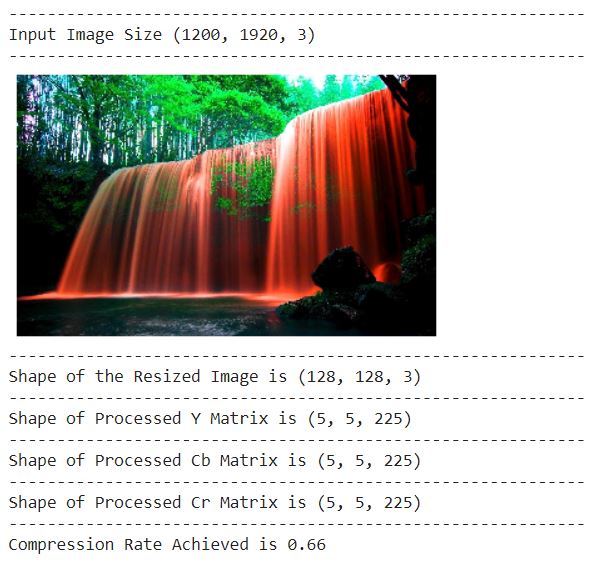 ------------------------------------------------------------
Input Image Size (1200, 1920, 3)
------------------------------------------------------------
------------------------------------------------------------
Shape of the Resized Image is (128, 128, 3)
------------------------------------------------------------
Shape of Processed Y Matrix is (5, 5, 225)
------------------------------------------------------------
Shape of Processed Cb Matrix is (5, 5, 225)
------------------------------------------------------------
Shape of Processed Cr Matrix is (5, 5, 225)
------------------------------------------------------------
Compression Rate Achieved is 0.66